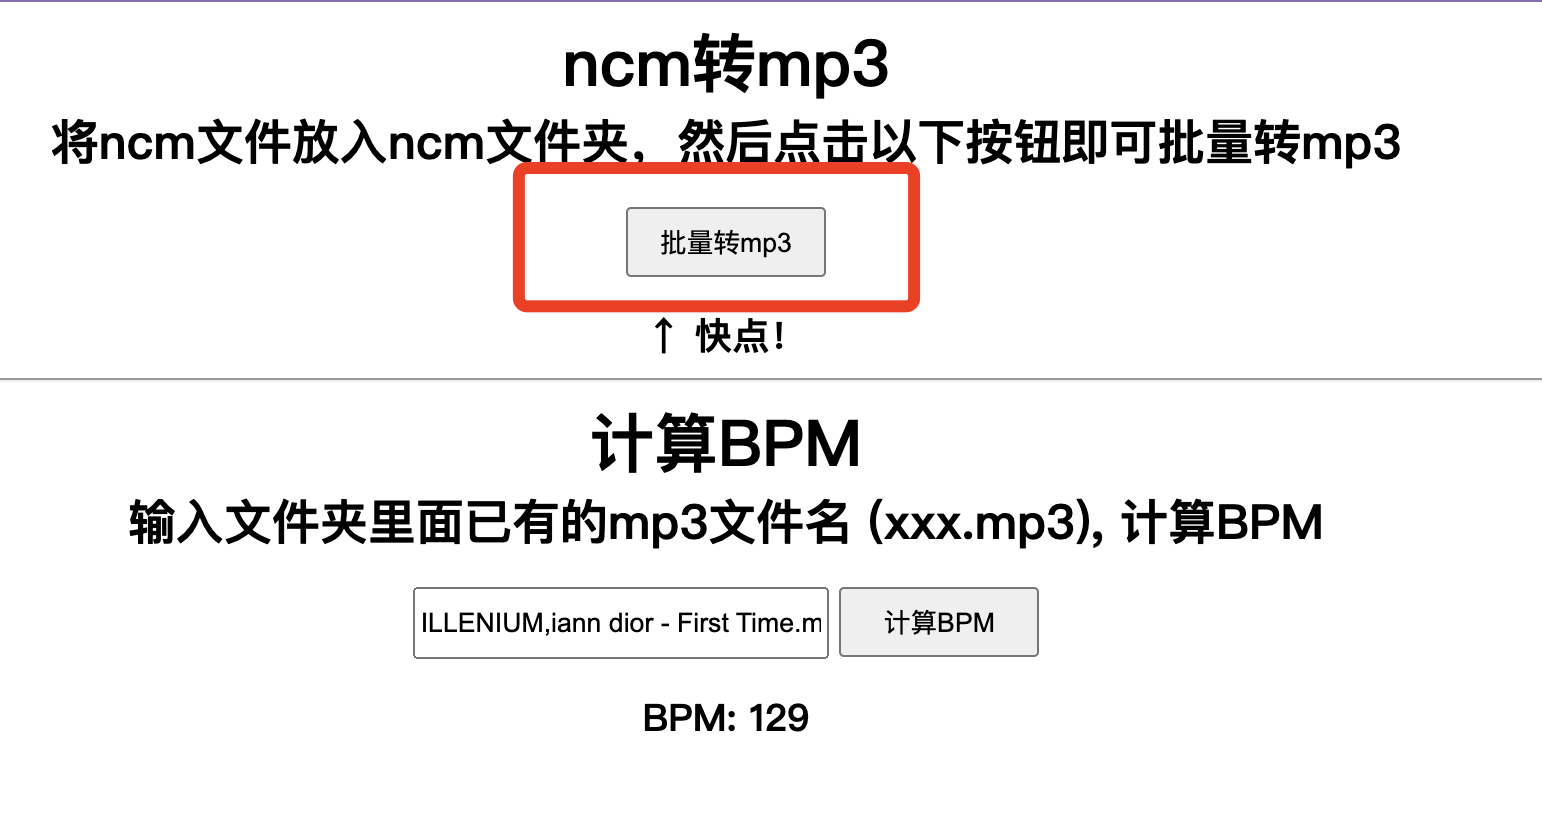 ncm转mp3
将ncm文件放入ncm文件夹，然后点击以下按钮即可批量转mp3
批量转mp3
↑ 快点！
计算BPM
输入文件夹里面已有的mp3文件名 (xxx.mp3), 计算BPM
ILLENIUM,iann dior - First Time.m
计算BPM
BPM: 129